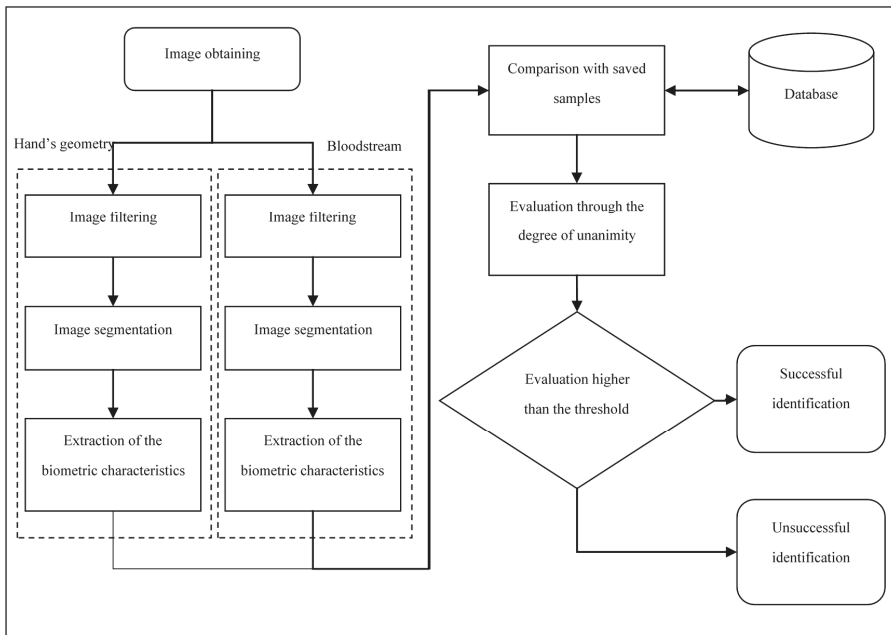 Image obtaining
Hand's geometry
Bloodstream
Image filtering
Image segmentation
Extraction of the
biometric characteristics
Image filtering
Image segmentation
Extraction of the
biometric characteristics
Comparison with saved
samples
Database
Evaluation through the
degree of unanimity
Evaluation higher
than the threshold
Successful
identification
Unsuccessful
identification